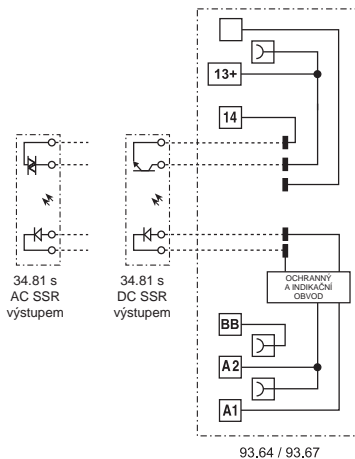 13+
14
34.81 s
AC SSR
výstupem
34.81 s
DC SSR
výstupem
OCHRANNÝ
A INDIKAČNÍ
OBVOD
BB
A2
A1
93.64 / 93.67